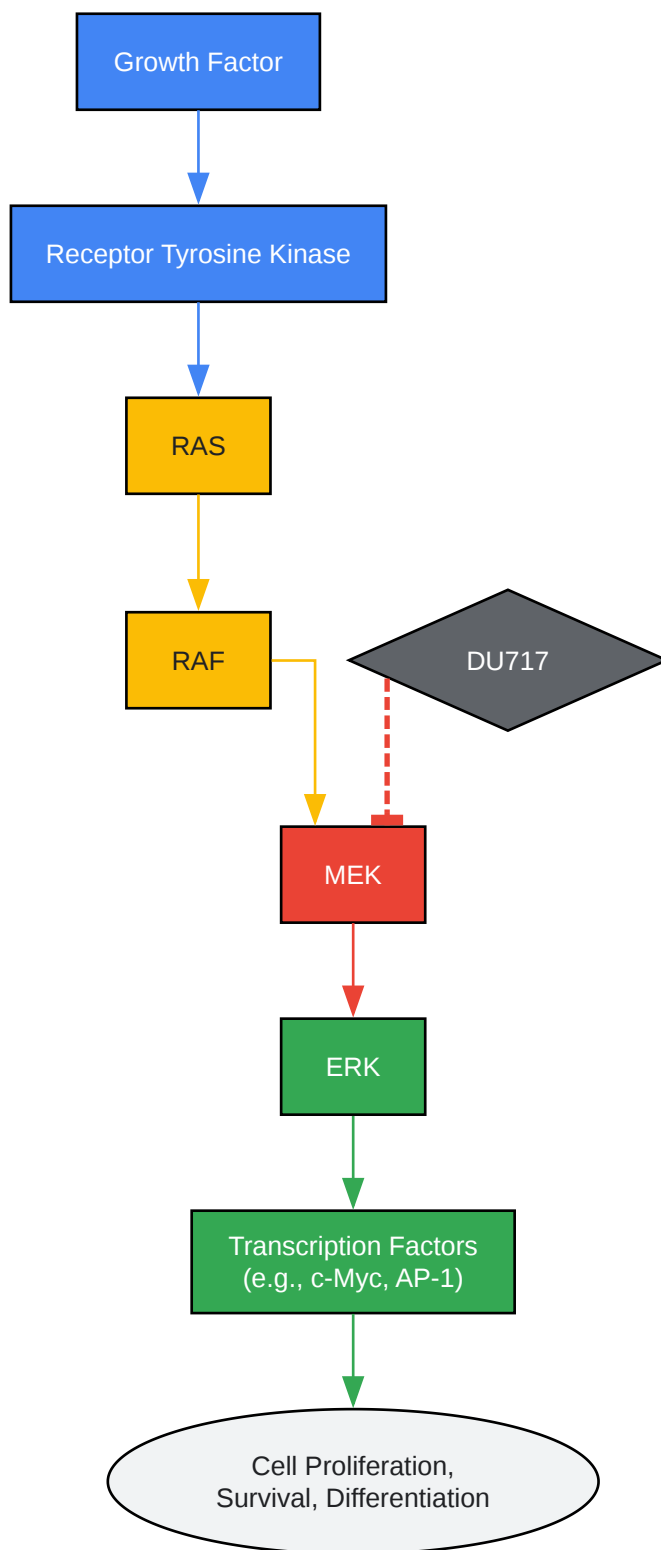 Growth Factor
Receptor Tyrosine Kinase
RAS
RAF
DU717
MEK
ERK
Transcription Factors
(e.g., c-Myc, AP-1)
Cell Proliferation,
Survival, Differentiation